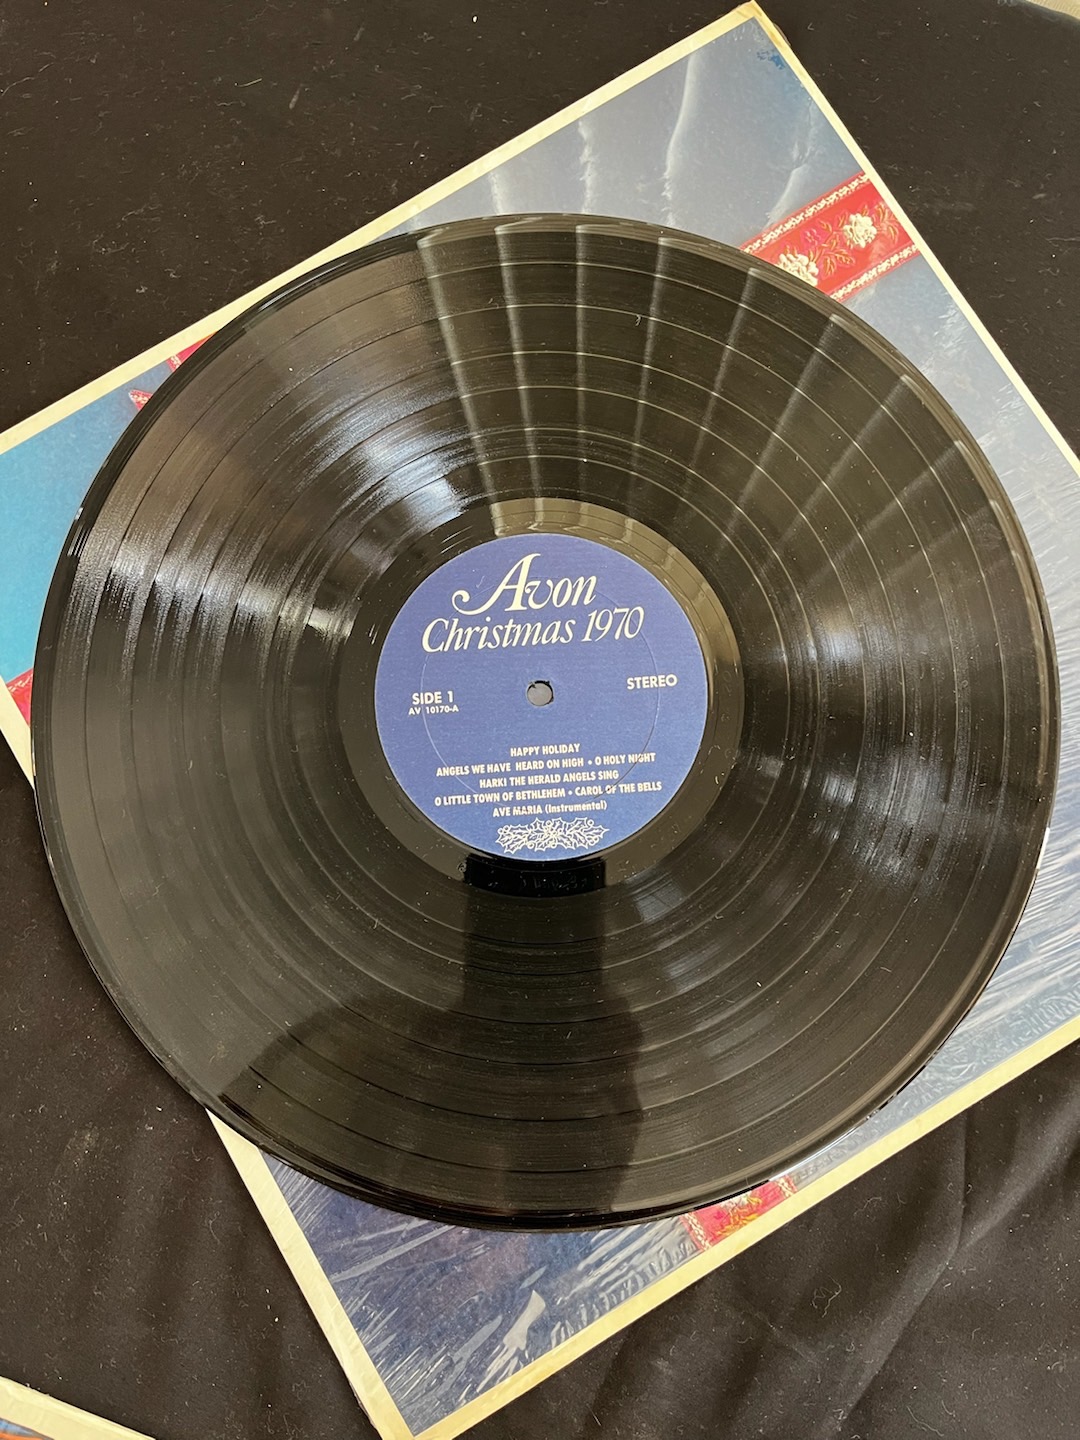 Avon
Christmas 1970
SIDE 1
AV 10170-A
STEREO
HAPPY HOLIDAY
ANGELS WE HAVE HEARD ON HIGH • O HOLY NIGHT
HARK! THE HERALD ANGELS SING
O LITTLE TOWN OF BETHLEHEM • CAROL OF THE BELLS
AVE MARIA (Instrumental)